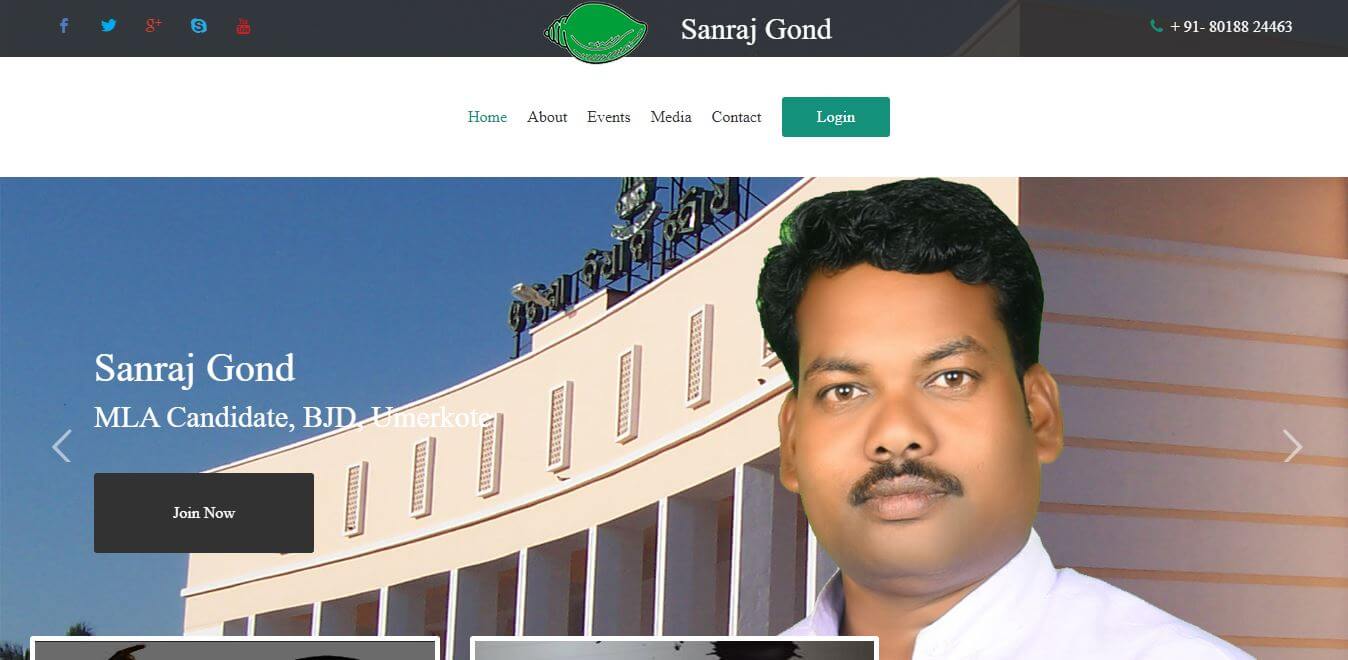 Sanraj Gond
+ 91- 80188 24463
Home About Events Media Contact Login
Sanraj Gond
MLA Candidate, BJD, Umerkote
Join Now